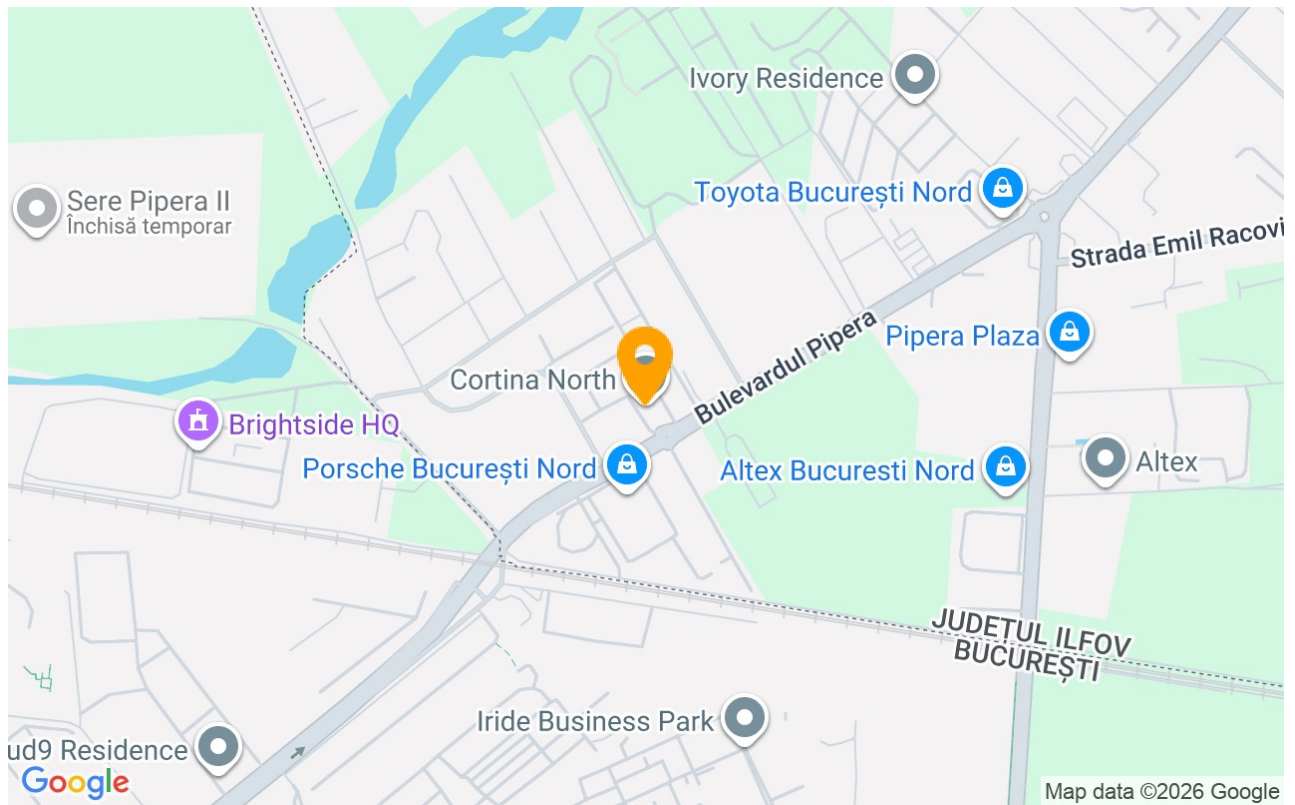 Ivory Residence
Toyota București Nord
Sere Pipera II
Închisă temporar
Strada Emil Racovi
Bulevardul Pipera
Pipera Plaza
Cortina North
Brightside HQ
Porsche București Nord
Altex Bucuresti Nord
Altex
JUDEȚUL ILFOV
BUCUREȘTI
Iride Business Park
ud9 Residence
Google
Map data ©2026 Google